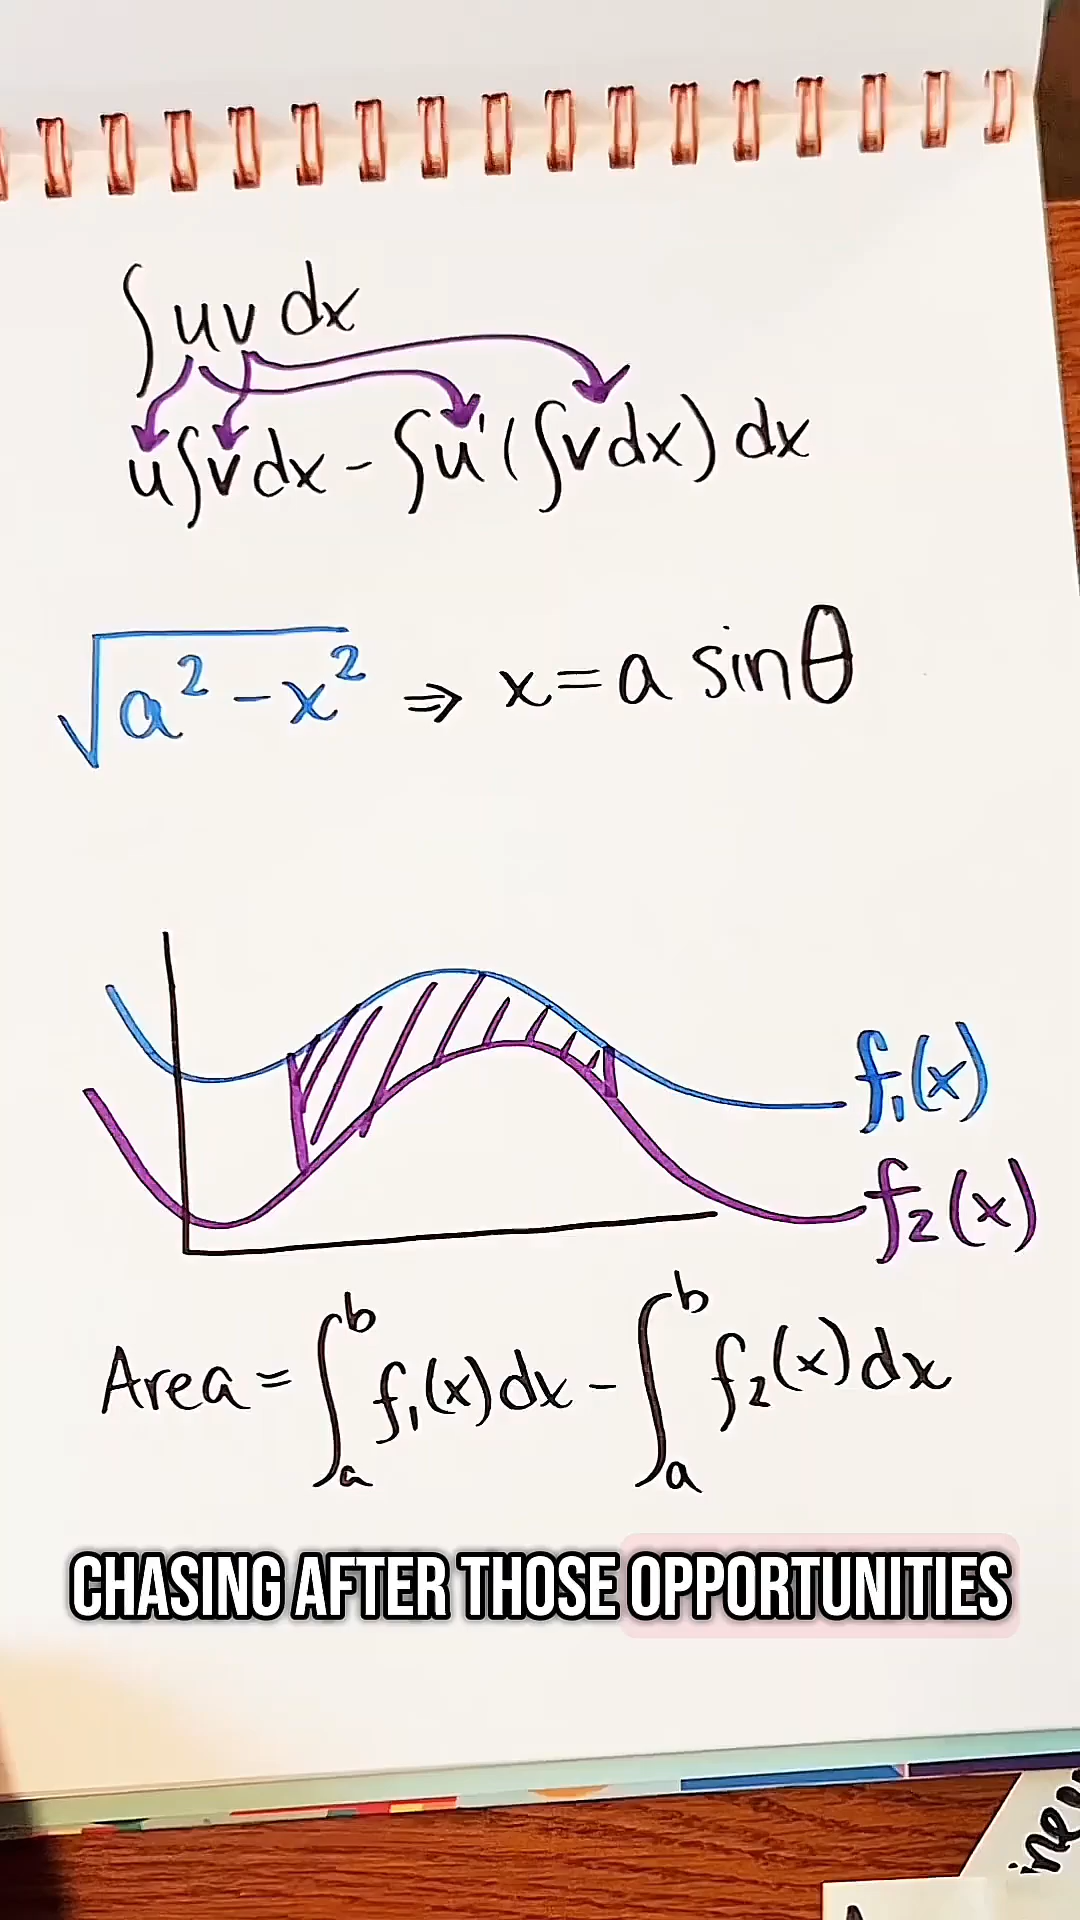 ∫uv dx
u∫v dx - ∫u'(∫v dx) dx
√a² - x² ⇒ x = a sinθ
f₁(x)
f₂(x)
Area = ∫ₐᵇ f₁(x) dx - ∫ₐᵇ f₂(x) dx
CHASING AFTER THOSE OPPORTUNITIES